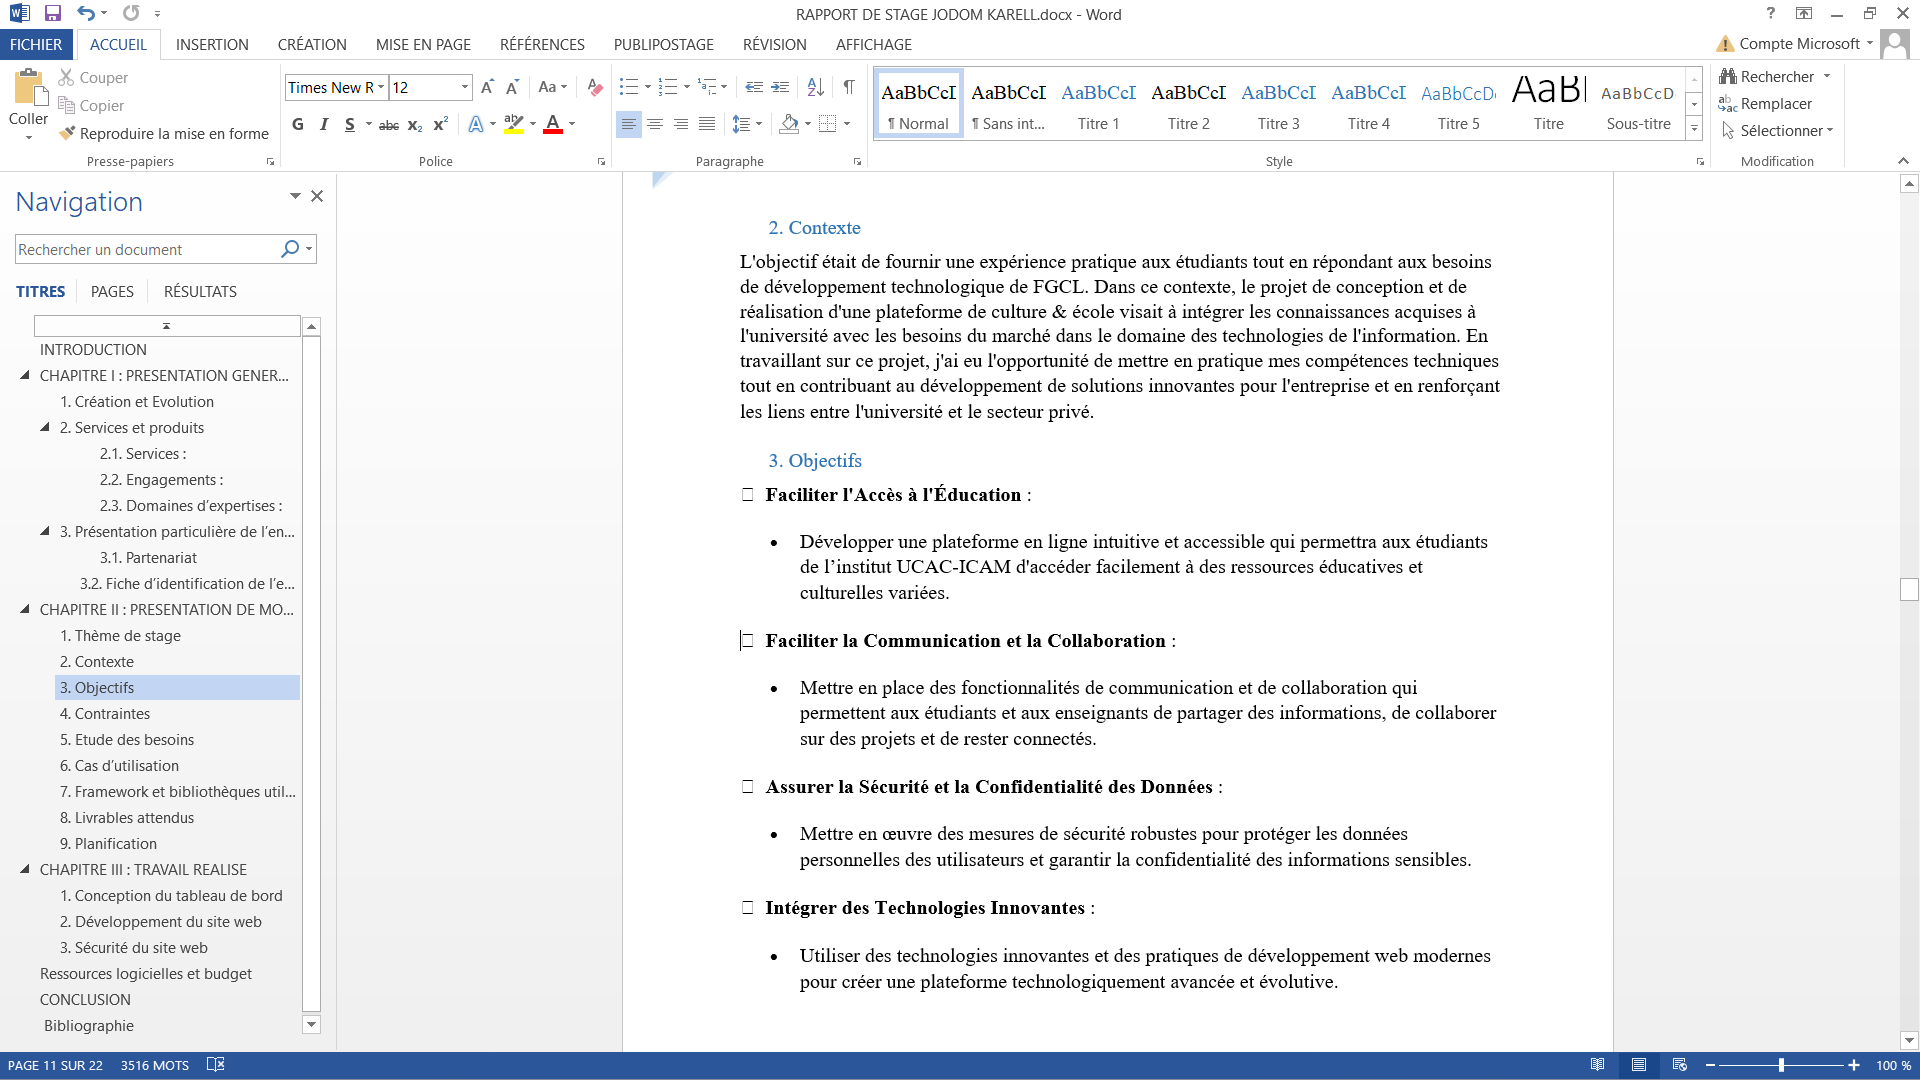 RAPPORT DE STAGE JODOM KARELL.docx - Word
FICHIER ACCUEIL INSERTION CRÉATION MISE EN PAGE RÉFÉRENCES PUBLIPOSTAGE RÉVISION AFFICHAGE Compte Microsoft
Coller
Couper
Copier
Reproduire la mise en forme
Presse-papiers
Times New R 12
Police
Paragraphe
AaBbCcI AaBbCcI AaBbCcI AaBbCcI AaBbCcI AaBbCcI AaBbCcDc AaBl AaBbCcD
¶ Normal ¶ Sans int... Titre 1 Titre 2 Titre 3 Titre 4 Titre 5 Titre Sous-titre
Style
Rechercher
Remplacer
Sélectionner
Modification
Navigation
Rechercher un document
TITRES PAGES RÉSULTATS
INTRODUCTION
CHAPITRE I : PRESENTATION GENER...
1. Création et Evolution
2. Services et produits
2.1. Services :
2.2. Engagements :
2.3. Domaines d’expertises :
3. Présentation particulière de l’en...
3.1. Partenariat
3.2. Fiche d’identification de l’e...
CHAPITRE II : PRESENTATION DE MO...
1. Thème de stage
2. Contexte
3. Objectifs
4. Contraintes
5. Etude des besoins
6. Cas d’utilisation
7. Framework et bibliothèques util...
8. Livrables attendus
9. Planification
CHAPITRE III : TRAVAIL REALISE
1. Conception du tableau de bord
2. Développement du site web
3. Sécurité du site web
Ressources logicielles et budget
CONCLUSION
Bibliographie
2. Contexte
L'objectif était de fournir une expérience pratique aux étudiants tout en répondant aux besoins
de développement technologique de FGCL. Dans ce contexte, le projet de conception et de
réalisation d'une plateforme de culture & école visait à intégrer les connaissances acquises à
l'université avec les besoins du marché dans le domaine des technologies de l'information. En
travaillant sur ce projet, j'ai eu l'opportunité de mettre en pratique mes compétences techniques
tout en contribuant au développement de solutions innovantes pour l'entreprise et en renforçant
les liens entre l'université et le secteur privé.
3. Objectifs
Faciliter l'Accès à l'Éducation :
• Développer une plateforme en ligne intuitive et accessible qui permettra aux étudiants
de l’institut UCAC-ICAM d'accéder facilement à des ressources éducatives et
culturelles variées.
Faciliter la Communication et la Collaboration :
• Mettre en place des fonctionnalités de communication et de collaboration qui
permettent aux étudiants et aux enseignants de partager des informations, de collaborer
sur des projets et de rester connectés.
Assurer la Sécurité et la Confidentialité des Données :
• Mettre en œuvre des mesures de sécurité robustes pour protéger les données
personnelles des utilisateurs et garantir la confidentialité des informations sensibles.
Intégrer des Technologies Innovantes :
• Utiliser des technologies innovantes et des pratiques de développement web modernes
pour créer une plateforme technologiquement avancée et évolutive.
PAGE 11 SUR 22 3516 MOTS 100 %